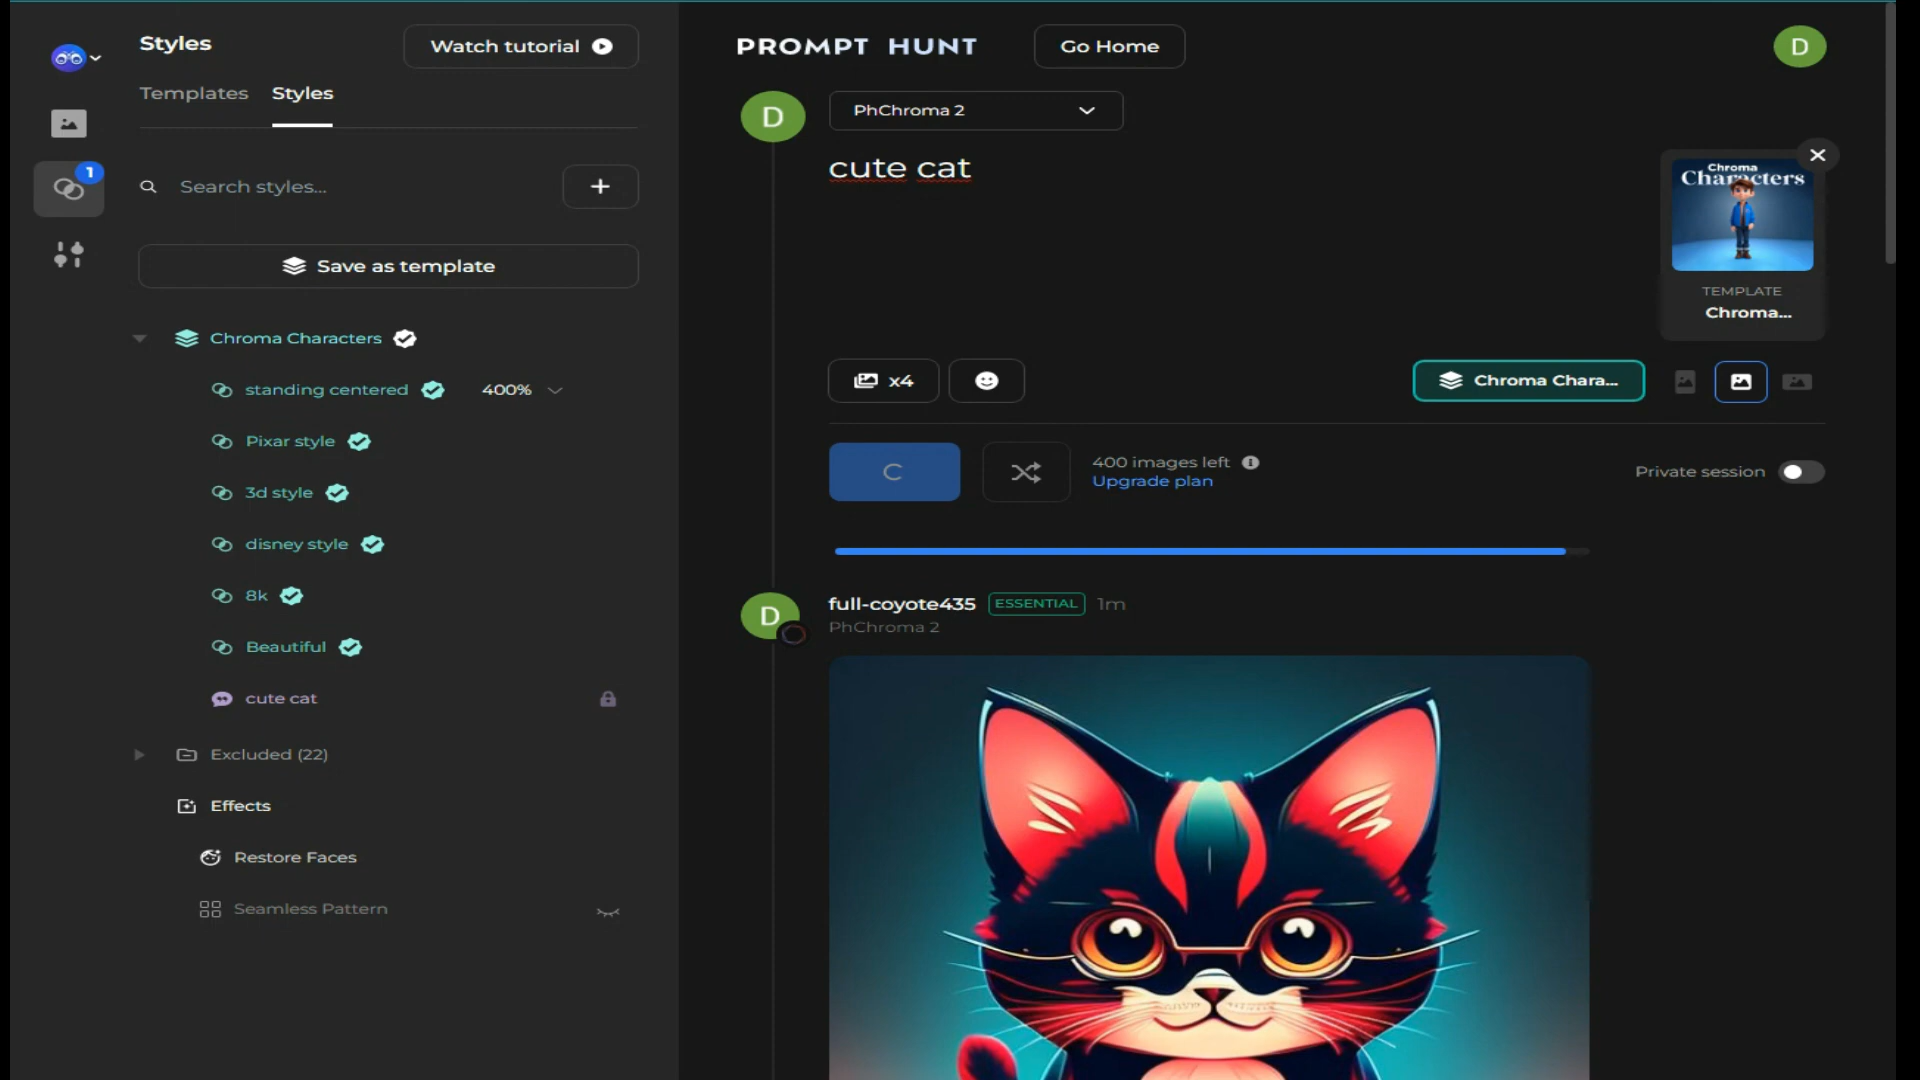 Styles
Watch tutorial
Templates
Styles
1
Search styles...
+
Save as template
Chroma Characters
standing centered
400%
Pixar style
3d style
disney style
8k
Beautiful
cute cat
Excluded (22)
Effects
Restore Faces
Seamless Pattern
PROMPT HUNT
Go Home
D
D
PhChroma 2
cute cat
Chroma
Characters
TEMPLATE
Chroma...
x4
Chroma Chara...
400 images left
Upgrade plan
Private session
D
full-coyote435
ESSENTIAL
1m
PhChroma 2